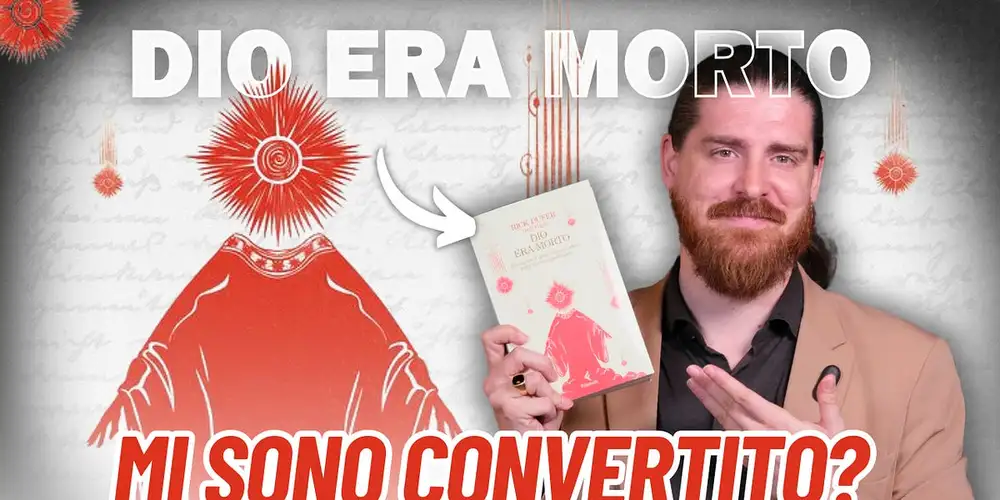 DIO ERA MORTO
RICK DUFER
DIO
ERA MORTO
MI SONO CONVERTITO?